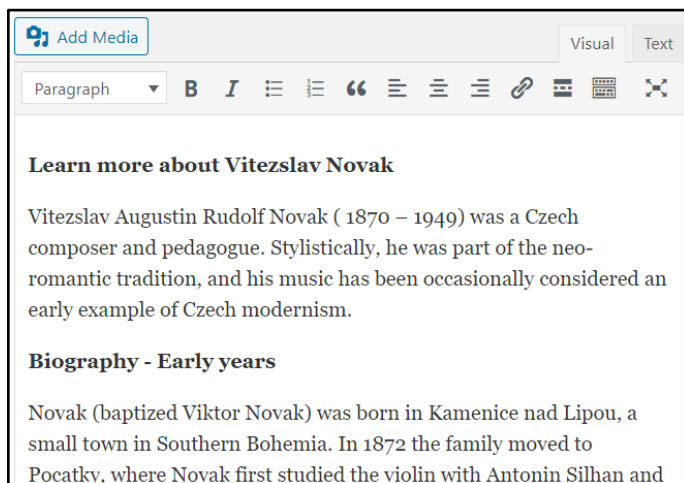 Add Media
Visual Text
Paragraph
Learn more about Vitezslav Novak
Vitezslav Augustin Rudolf Novak ( 1870 – 1949) was a Czech
composer and pedagogue. Stylistically, he was part of the neo-
romantic tradition, and his music has been occasionally considered an
early example of Czech modernism.
Biography - Early years
Novak (baptized Viktor Novak) was born in Kamenice nad Lipou, a
small town in Southern Bohemia. In 1872 the family moved to
Pocatky, where Novak first studied the violin with Antonin Silhan and